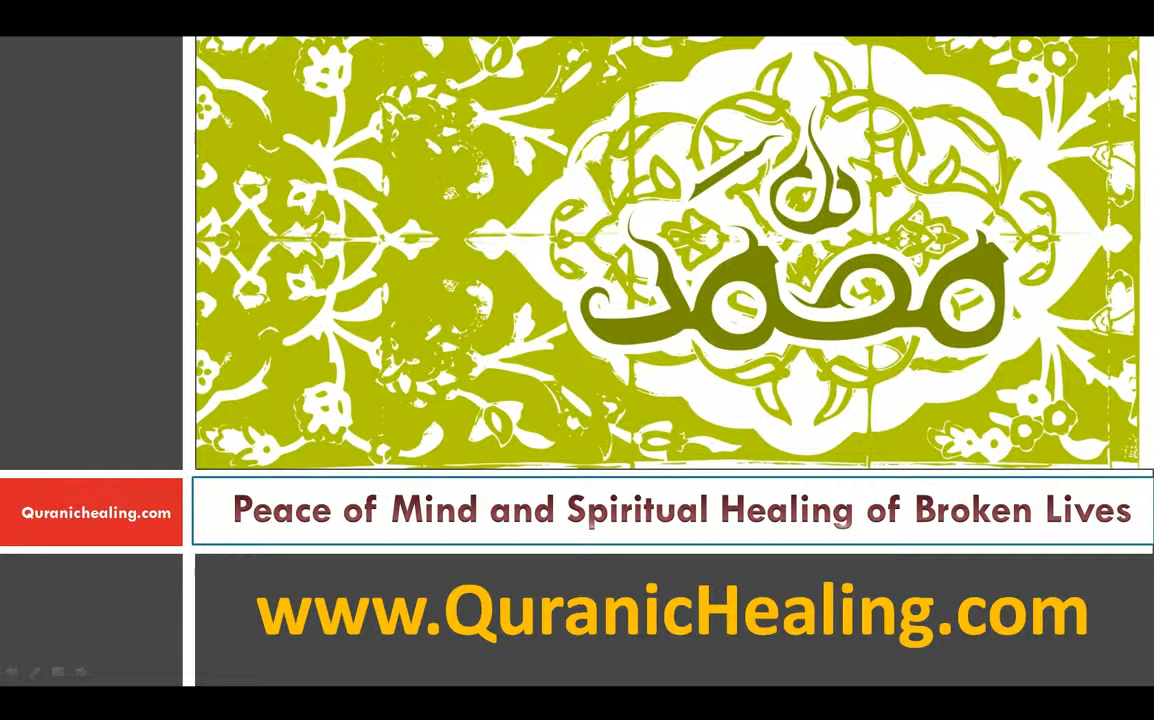 محمد
Quranichealing.com
Peace of Mind and Spiritual Healing of Broken Lives
www.QuranicHealing.com